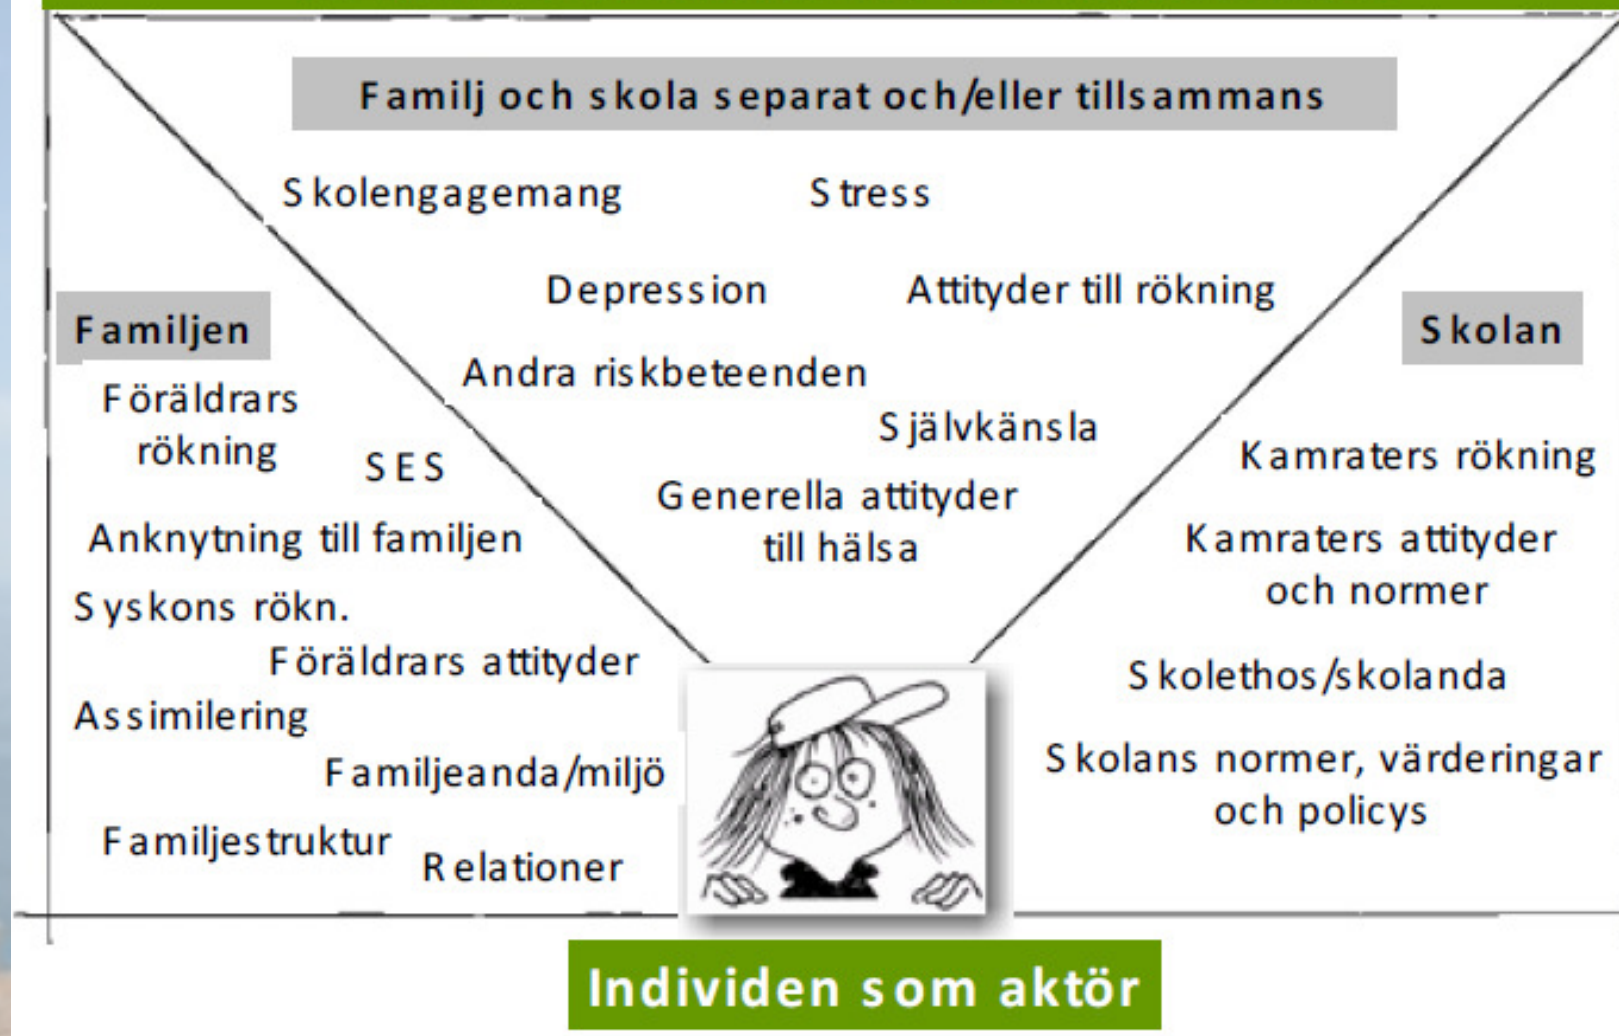 Familj och skola separat och/eller tillsammans
Skolengagemang
Stress
Depression
Attityder till rökning
Andra riskbeteenden
Självkänsla
Generella attityder
till hälsa
Familjen
Föräldrars
rökning
SES
Anknytning till familjen
Syskons rökn.
Föräldrars attityder
Assimilering
Familjeanda/miljö
Familjestruktur
Relationer
Skolan
Kamraters rökning
Kamraters attityder
och normer
Skolethos/skolanda
Skolans normer, värderingar
och policys
Individen som aktör